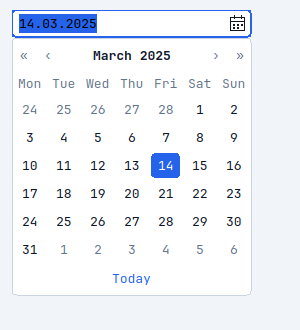 14.03.2025
« ‹ March 2025 › »
Mon Tue Wed Thu Fri Sat Sun
24 25 26 27 28 1 2
3 4 5 6 7 8 9
10 11 12 13 14 15 16
17 18 19 20 21 22 23
24 25 26 27 28 29 30
31 1 2 3 4 5 6
Today